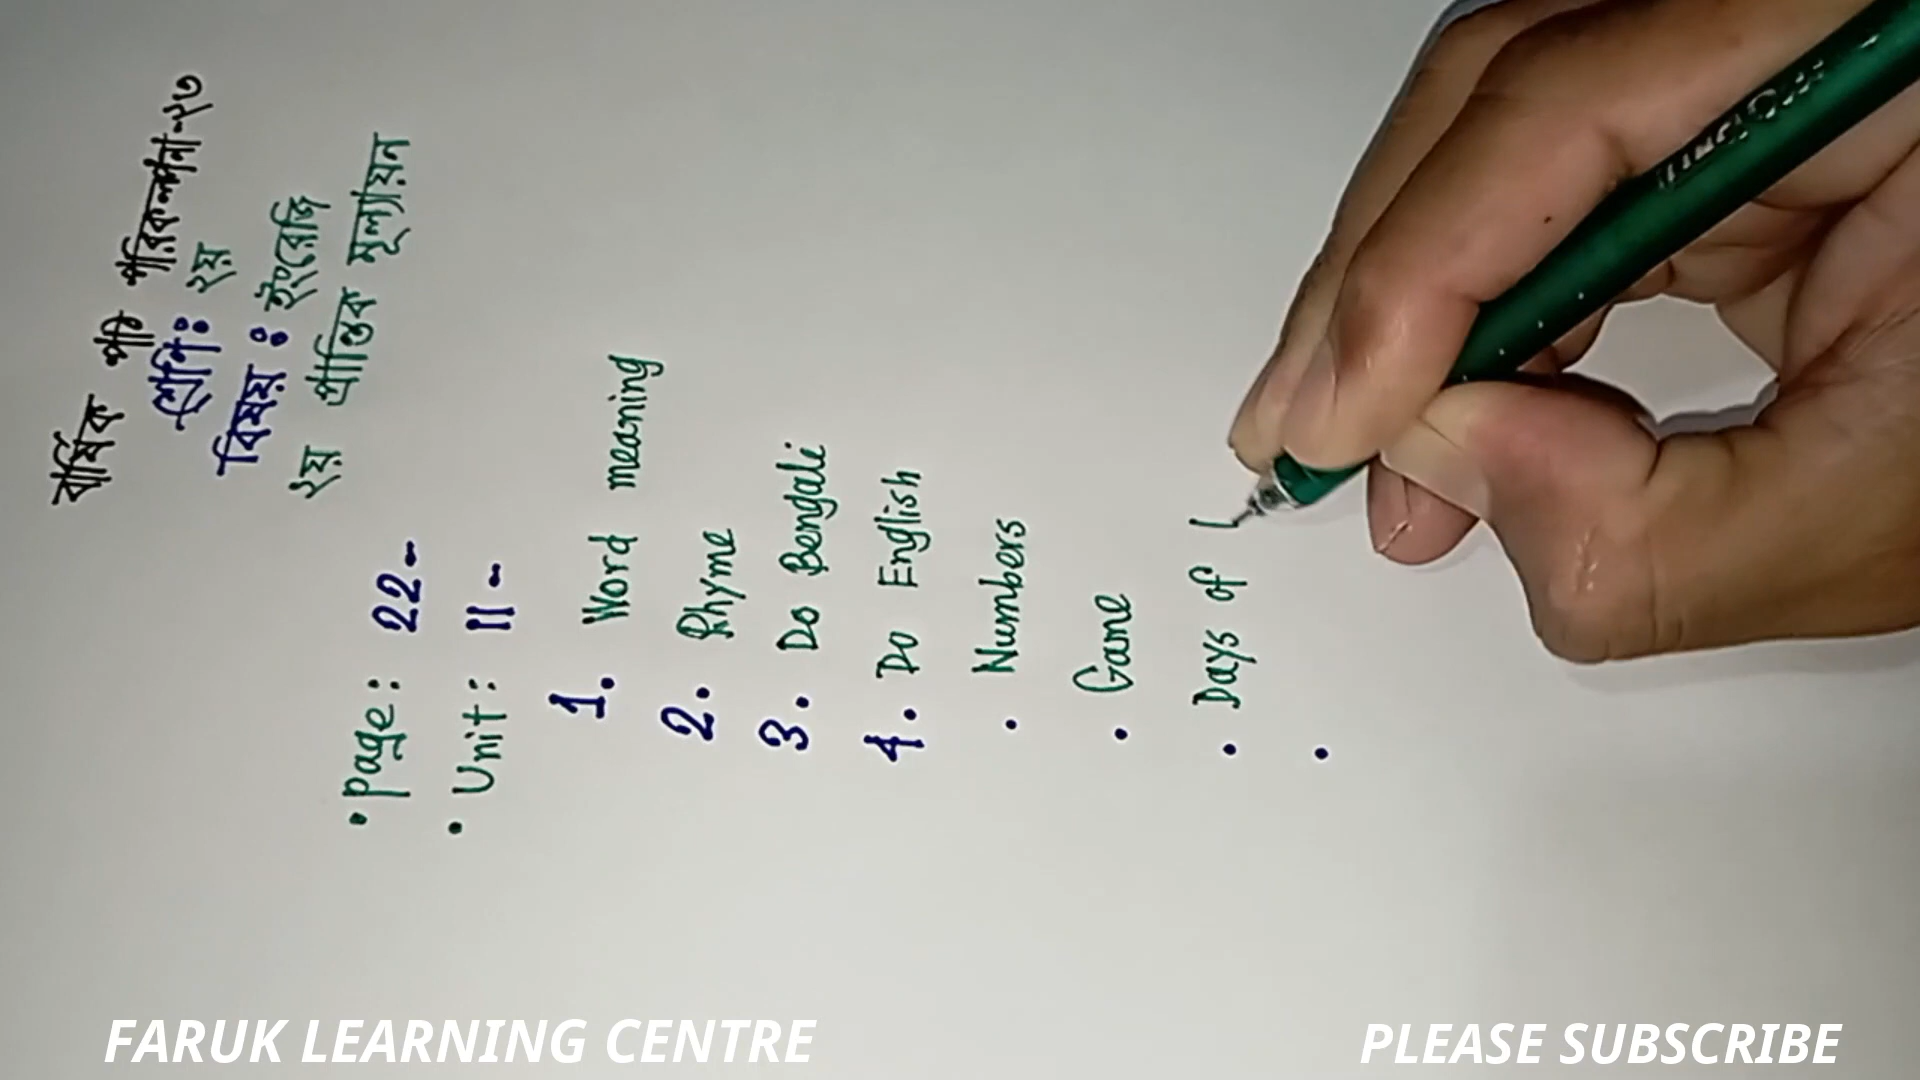 বার্ষিক পাঠ পরিকল্পনা-২৩
শ্রেণি: ২য়
বিষয়: ইংরেজি
২য় প্রান্তিক মূল্যায়ন
• Page: 22-
• Unit: 11-
1. Word meaning
2. Rhyme
3. Do Bengali
4. Do English
• Numbers
• Game
• Days of
•
FARUK LEARNING CENTRE
PLEASE SUBSCRIBE